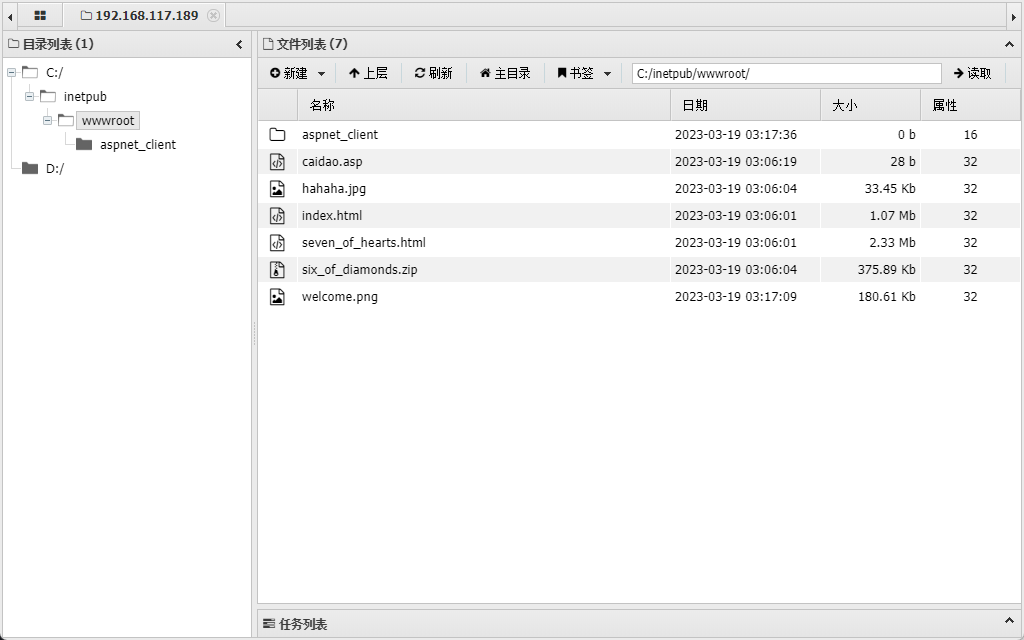 192.168.117.189
目录列表 (1)
文件列表 (7)
C:/
inetpub
wwwroot
aspnet_client
D:/
新建 上层 刷新 主目录 书签 C:/inetpub/wwwroot/ 读取
名称 日期 大小 属性
aspnet_client 2023-03-19 03:17:36 0 b 16
caidao.asp 2023-03-19 03:06:19 28 b 32
hahaha.jpg 2023-03-19 03:06:04 33.45 Kb 32
index.html 2023-03-19 03:06:01 1.07 Mb 32
seven_of_hearts.html 2023-03-19 03:06:01 2.33 Mb 32
six_of_diamonds.zip 2023-03-19 03:06:04 375.89 Kb 32
welcome.png 2023-03-19 03:17:09 180.61 Kb 32
任务列表